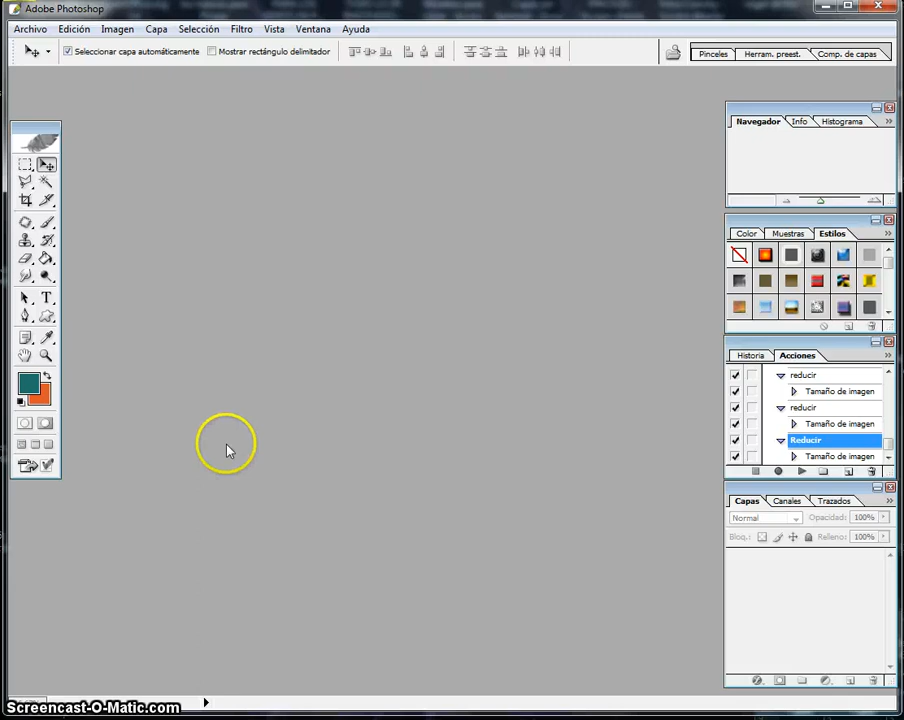 Adobe Photoshop
Archivo Edición Imagen Capa Selección Filtro Vista Ventana Ayuda
Seleccionar capa automáticamente Mostrar rectángulo delimitador Pinceles Herram. preest. Comp. de capas
Navegador Info Histograma
Color Muestras Estilos
Historia Acciones
reducir
Tamaño de imagen
reducir
Tamaño de imagen
Reducir
Tamaño de imagen
Capas Canales Trazados
Normal Opacidad: 100%
Bloq.: Relleno: 100%
Screencast-O-Matic.com